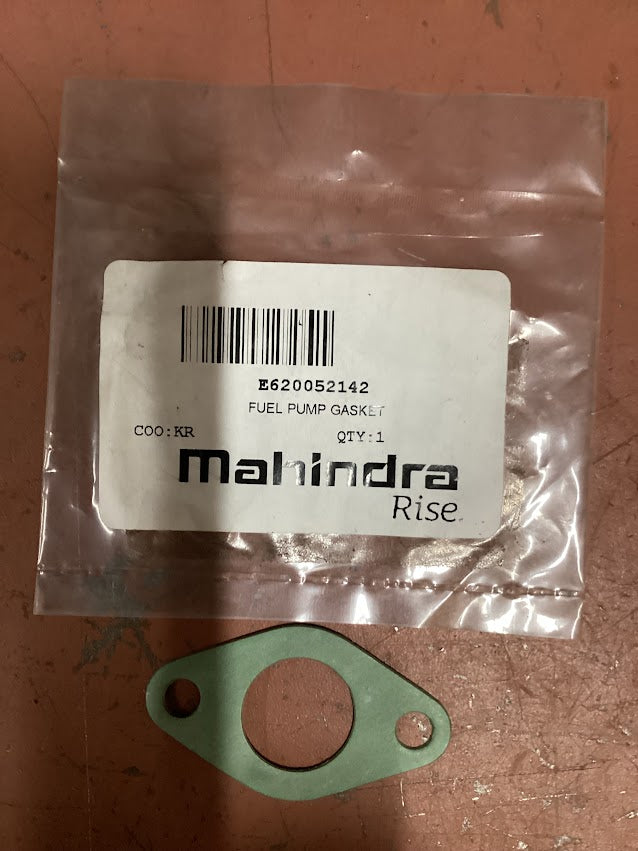 E620052142
FUEL PUMP GASKET
COO:KR QTY:1
Mahindra
Rise.